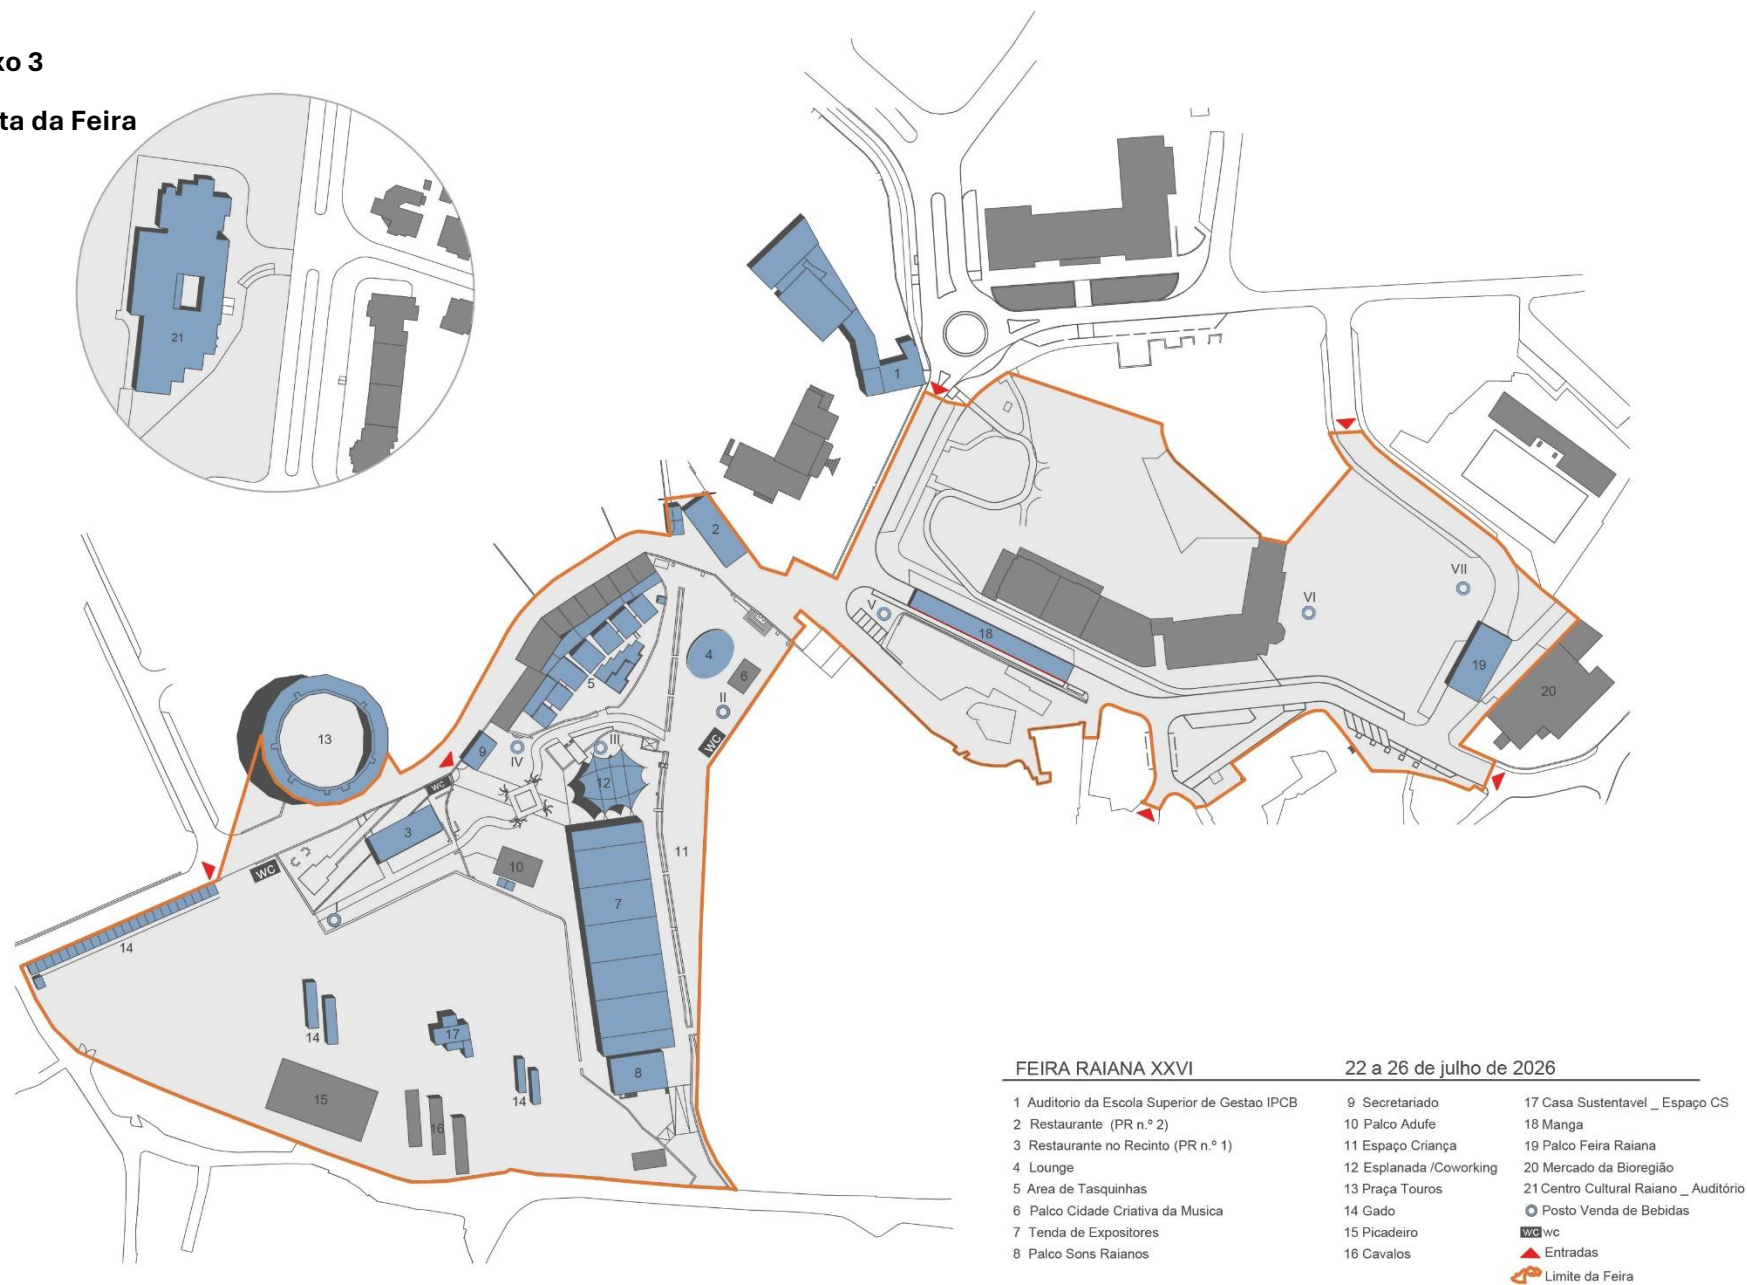 xo 3
ta da Feira
21
1
2
18
V
VI
VII
19
20
4
6
II
5
9
IV
III
12
WC
13
WC
3
WC
10
11
I
7
14
14
17
14
8
15
16
FEIRA RAIANA XXVI 22 a 26 de julho de 2026
1 Auditorio da Escola Superior de Gestao IPCB
2 Restaurante (PR n.º 2)
3 Restaurante no Recinto (PR n.º 1)
4 Lounge
5 Area de Tasquinhas
6 Palco Cidade Criativa da Musica
7 Tenda de Expositores
8 Palco Sons Raianos
9 Secretariado
10 Palco Adufe
11 Espaço Criança
12 Esplanada /Coworking
13 Praça Touros
14 Gado
15 Picadeiro
16 Cavalos
17 Casa Sustentavel _ Espaço CS
18 Manga
19 Palco Feira Raiana
20 Mercado da Bioregião
21 Centro Cultural Raiano _ Auditório
Posto Venda de Bebidas
WC wc
Entradas
Limite da Feira